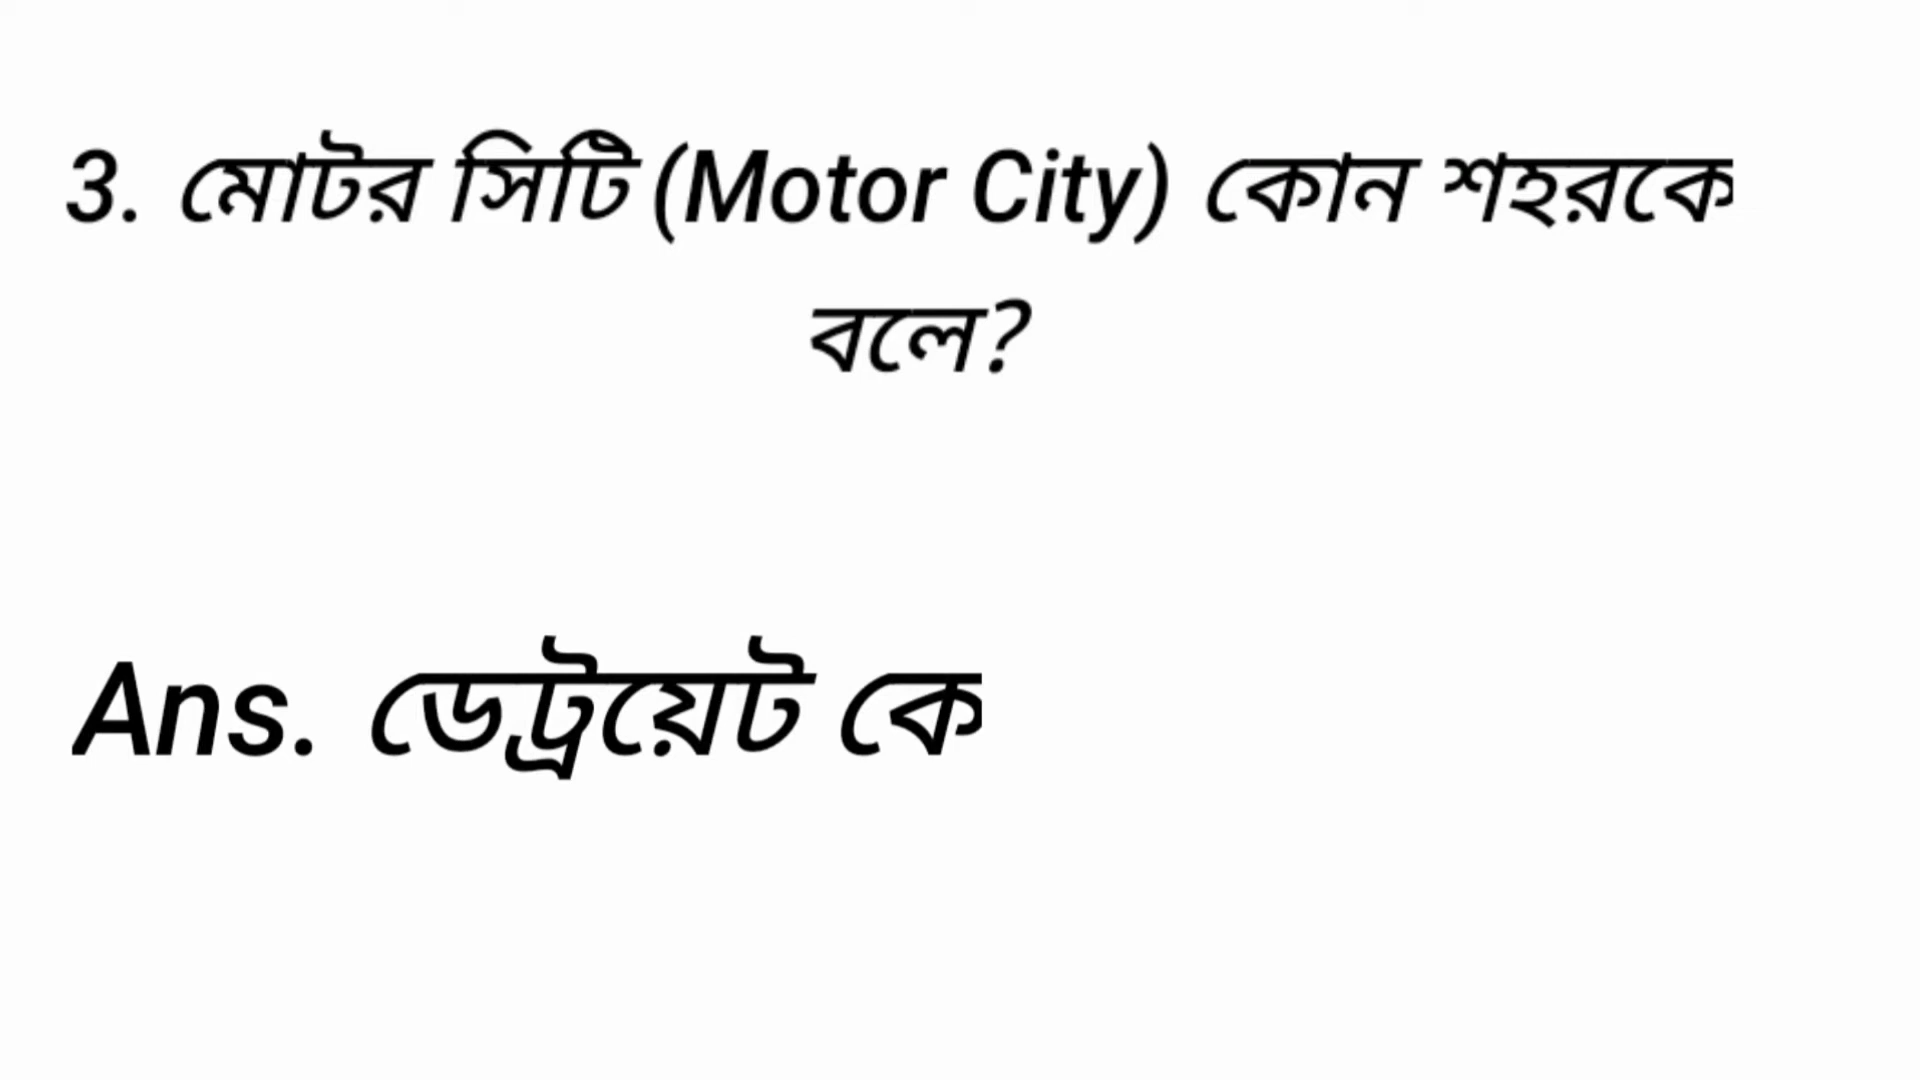 3. মোটর সিটি (Motor City) কোন শহরকে
বলে?
Ans. ডেট্রয়েট কে